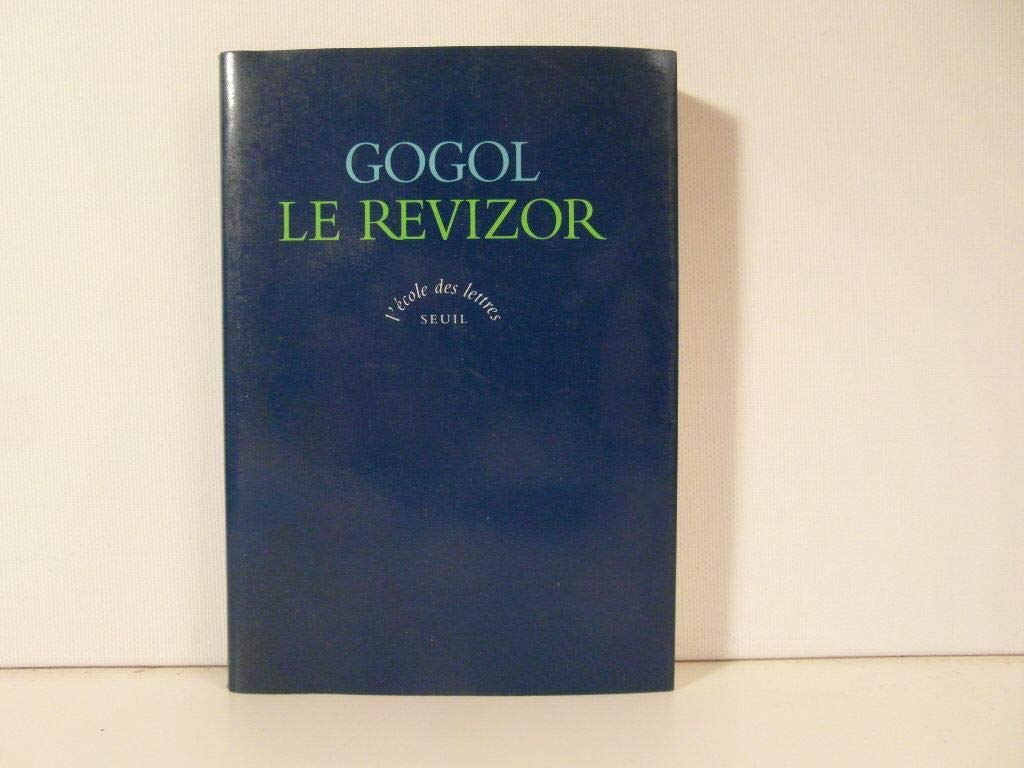 GOGOL
LE REVIZOR
l'école des lettres
SEUIL